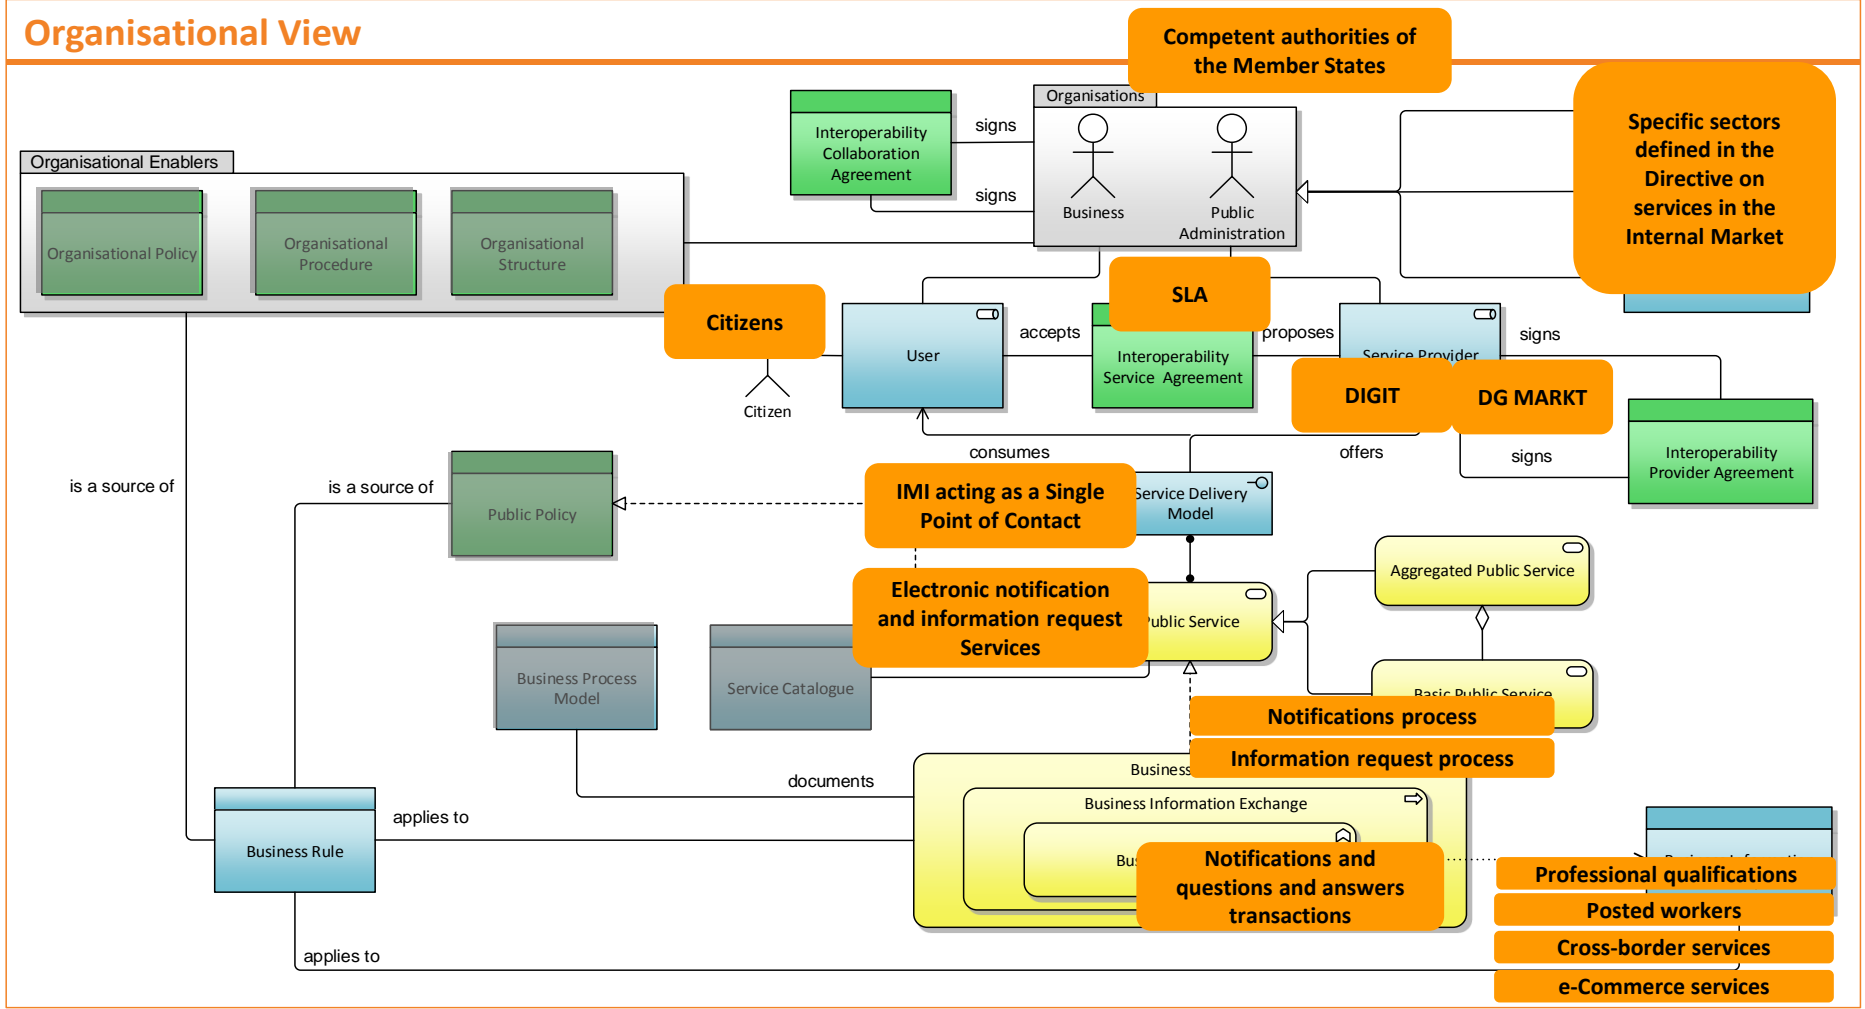 Organisational View
Competent authorities of
the Member States
Organisations
Specific sectors
defined in the
Directive on
services in the
Internal Market
Interoperability
Collaboration
Agreement
signs
signs
Business
Public
Administration
Organisational Enablers
Organisational Policy
Organisational
Procedure
Organisational
Structure
Citizens
Citizen
User
accepts
SLA
Interoperability
Service Agreement
proposes
Service Provider
signs
DIGIT
DG MARKT
consumes
offers
signs
Interoperability
Provider Agreement
is a source of
is a source of
Public Policy
IMI acting as a Single
Point of Contact
Service Delivery
Model
Electronic notification
and information request
Services
Public Service
Aggregated Public Service
Basic Public Service
Business Process
Model
Service Catalogue
Notifications process
Information request process
documents
Business
Business Information Exchange
Notifications and
questions and answers
transactions
Business Rule
applies to
applies to
Professional qualifications
Posted workers
Cross-border services
e-Commerce services